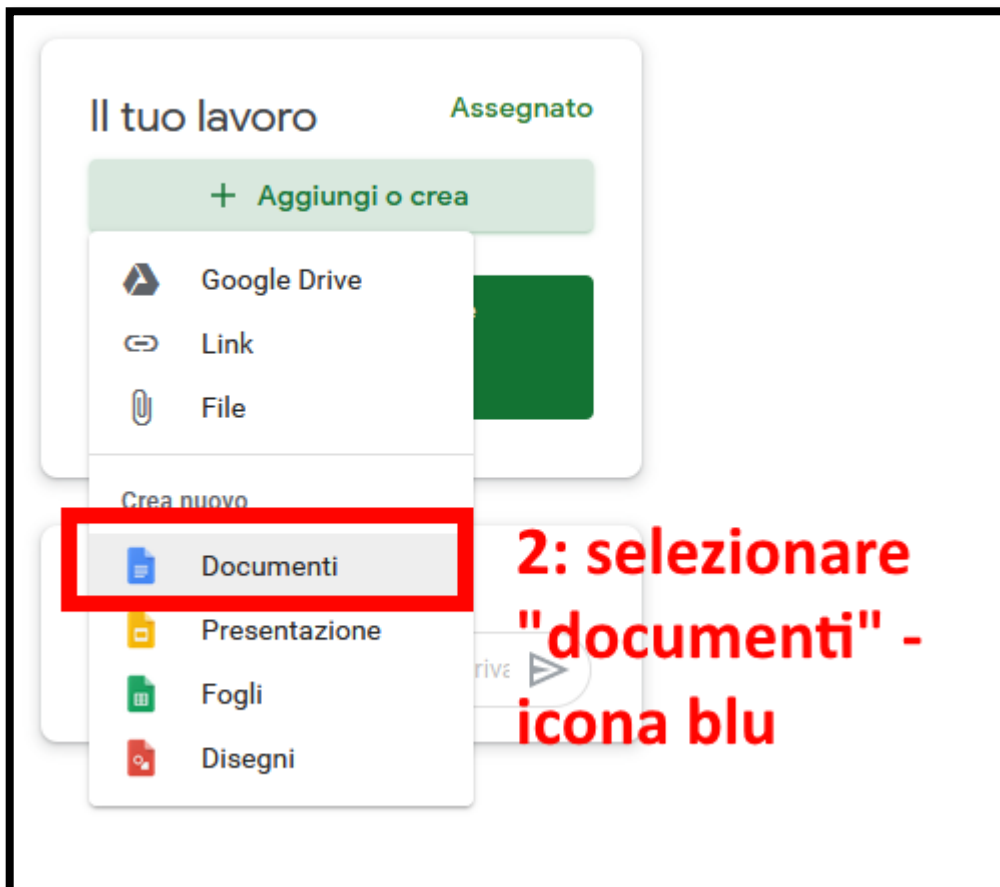 Il tuo lavoro
Assegnato
+ Aggiungi o crea
Google Drive
Link
File
Crea nuovo
Documenti
Presentazione
Fogli
Disegni
2: selezionare
"documenti" -
icona blu